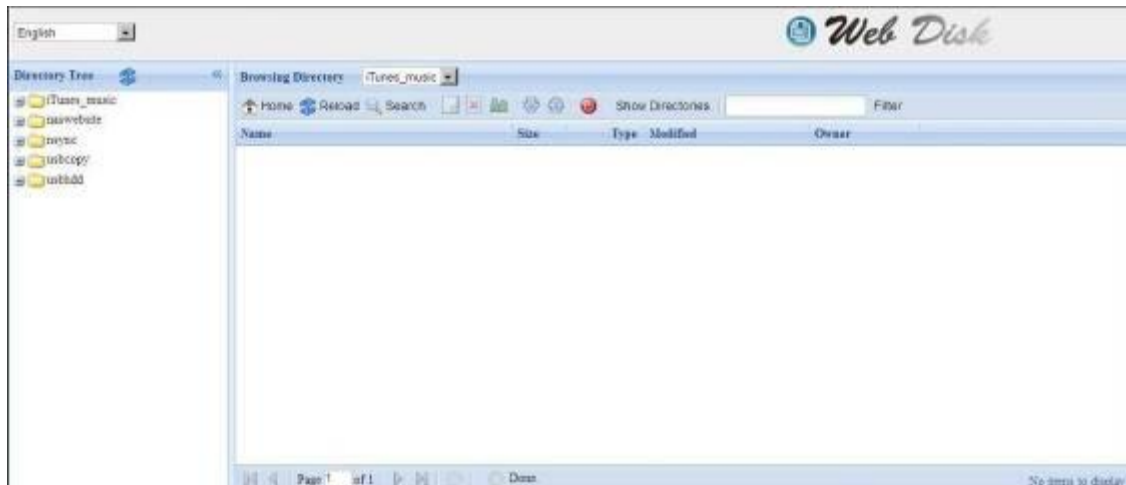 English
Web Disk
Directory Tree
Browsing Directory iTunes_music
iTunes_music
naswebsite
nsync
usbcopy
usbhdd
Home Reload Search Show Directories Filter
Name Size Type Modified Owner
Page 1 of 1 Done
No items to display